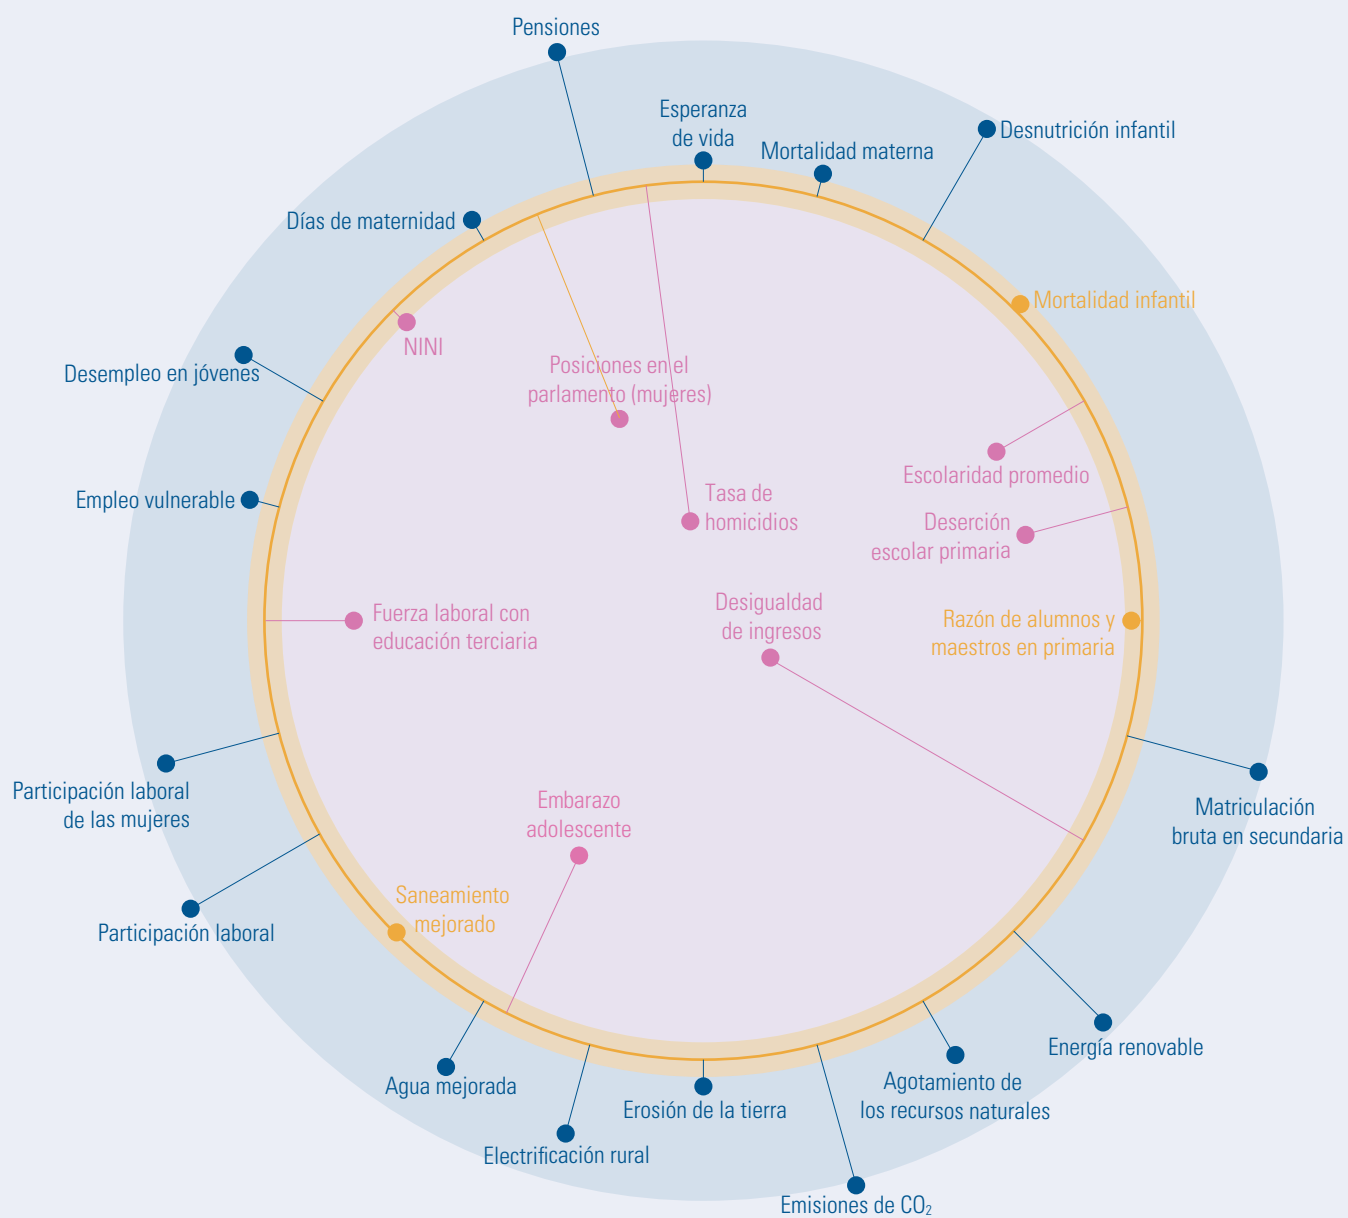 Pensiones
Esperanza
de vida
Mortalidad materna
Desnutrición infantil
Días de maternidad
Mortalidad infantil
NINI
Desempleo en jóvenes
Posiciones en el
parlamento (mujeres)
Escolaridad promedio
Empleo vulnerable
Tasa de
homicidios
Deserción
escolar primaria
Fuerza laboral con
educación terciaria
Desigualdad
de ingresos
Razón de alumnos y
maestros en primaria
Participación laboral
de las mujeres
Embarazo
adolescente
Matriculación
bruta en secundaria
Saneamiento
mejorado
Participación laboral
Energía renovable
Agua mejorada
Agotamiento de
los recursos naturales
Erosión de la tierra
Electrificación rural
Emisiones de CO₂